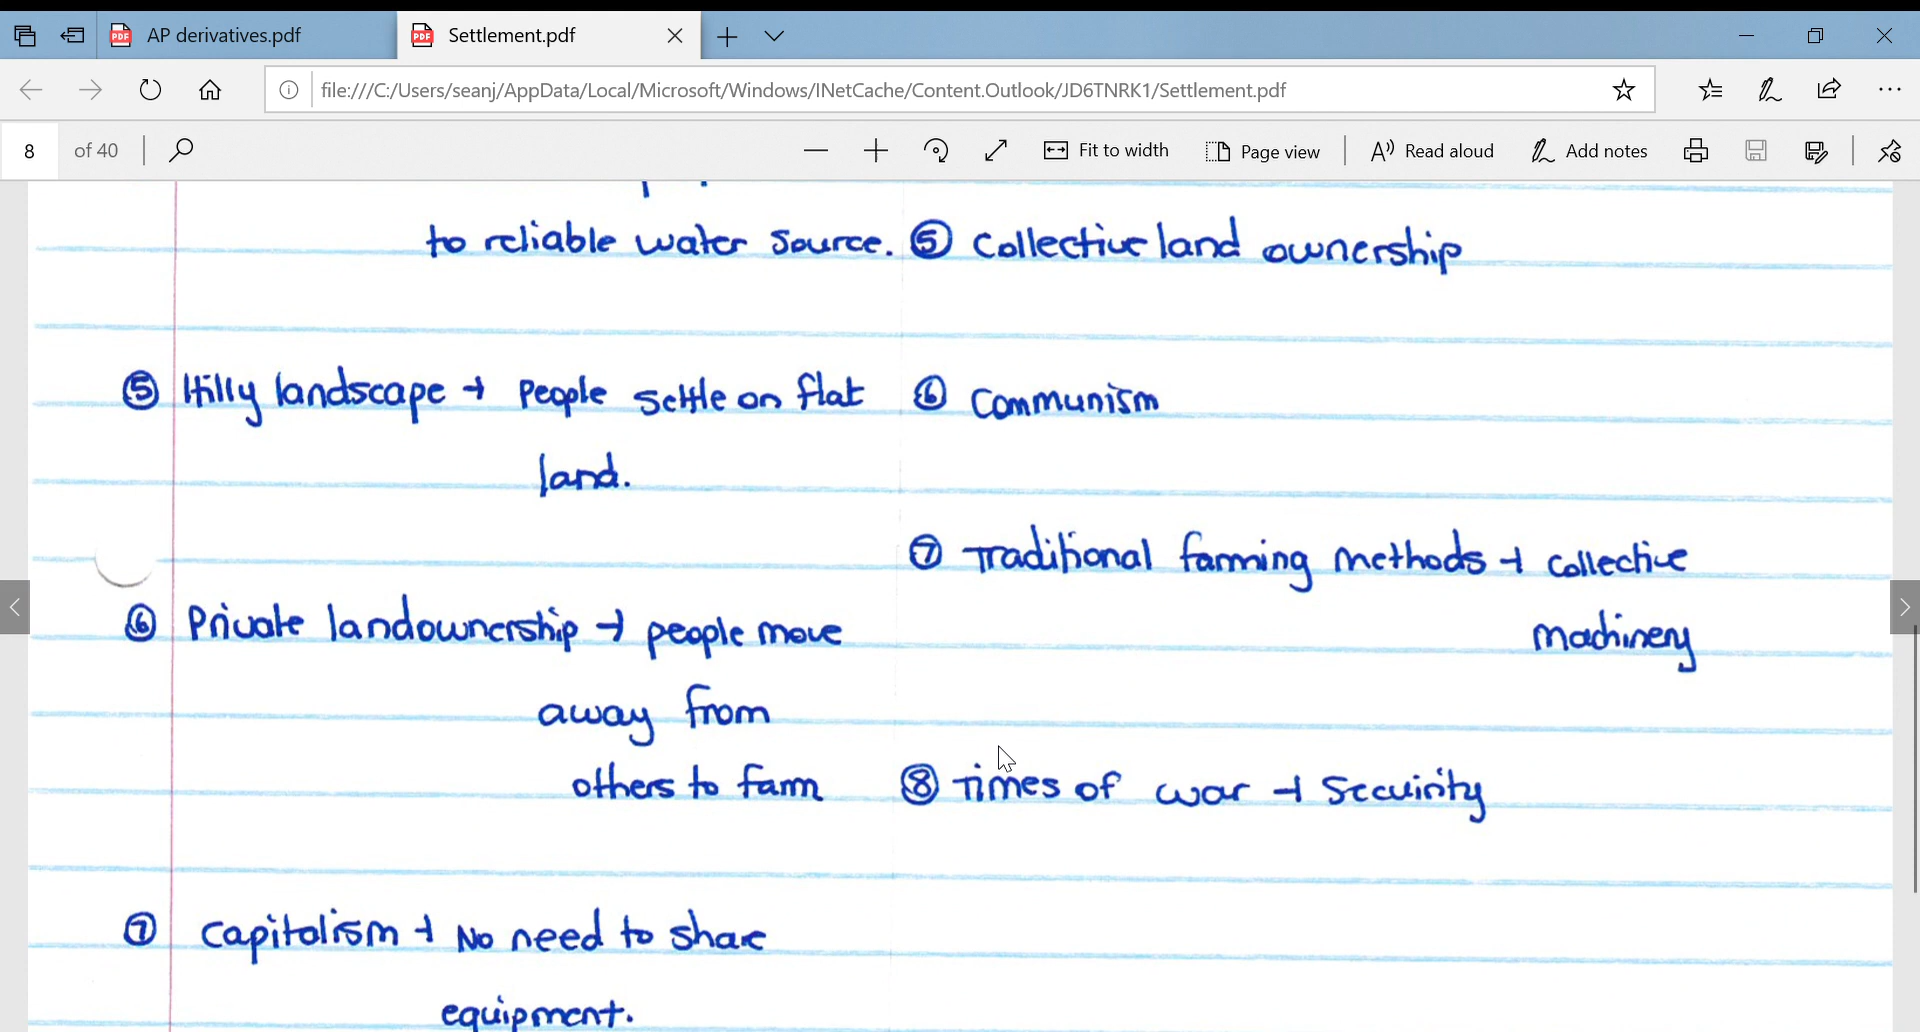 AP derivatives.pdf
Settlement.pdf
file:///C:/Users/seanj/AppData/Local/Microsoft/Windows/INetCache/Content.Outlook/JD6TNRK1/Settlement.pdf
8 of 40
Fit to width
Page view
Read aloud
Add notes
to reliable water source.
⑤ Hilly landscape → People settle on flat
land.
⑥ Private landownership → people move
away from
others to farm
⑦ Capitalism → No need to share
equipment.
⑤ Collective land ownership
⑥ Communism
⑦ Traditional farming methods → collective
machinery
⑧ Times of war → Secuirity